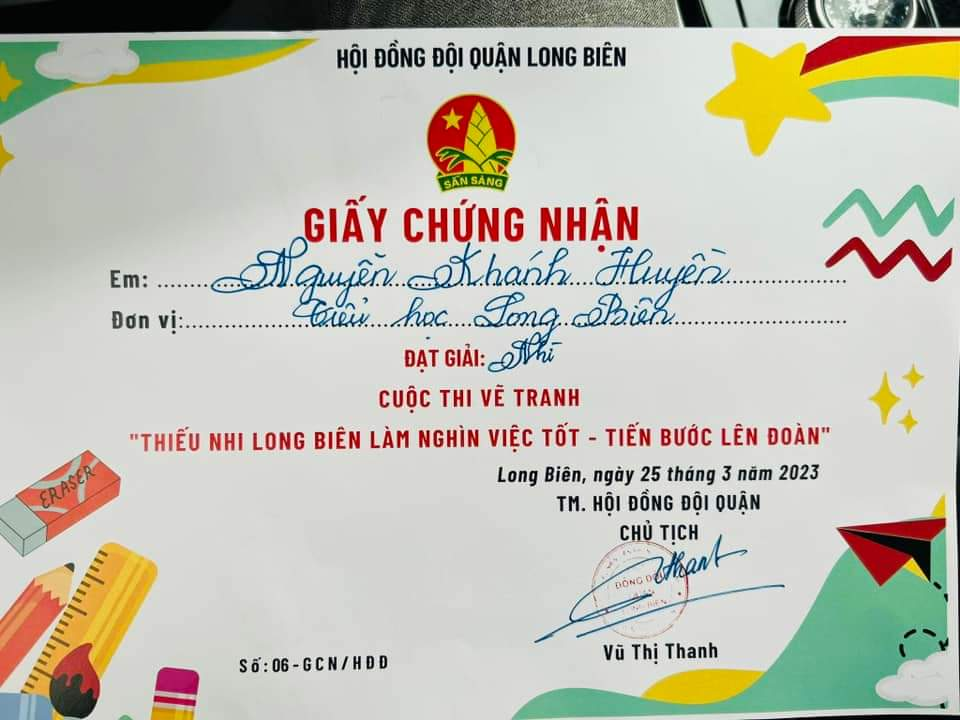 HỘI ĐỒNG ĐỘI QUẬN LONG BIÊN
SẴN SÀNG
GIẤY CHỨNG NHẬN
Em: Nguyễn Khánh Huyền
Đơn vị: Tiểu học Long Biên
ĐẠT GIẢI: Nhì
CUỘC THI VẼ TRANH
"THIẾU NHI LONG BIÊN LÀM NGHÌN VIỆC TỐT - TIẾN BƯỚC LÊN ĐOÀN"
ERASER
Long Biên, ngày 25 tháng 3 năm 2023
TM. HỘI ĐỒNG ĐỘI QUẬN
CHỦ TỊCH
Thanh
Vũ Thị Thanh
Số: 06-GCN/HĐĐ